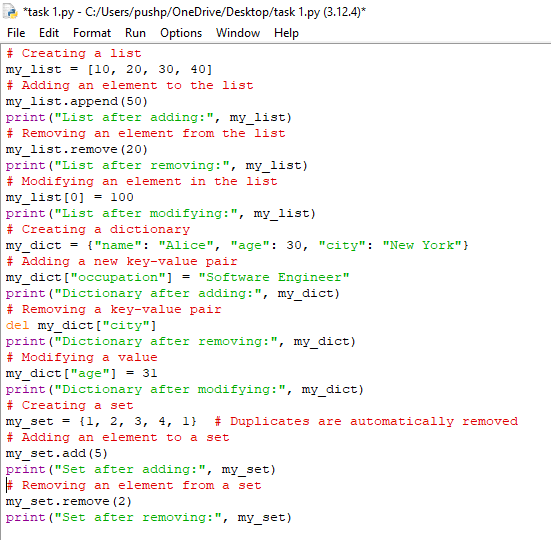 *task 1.py - C:/Users/pushp/OneDrive/Desktop/task 1.py (3.12.4)*
File Edit Format Run Options Window Help
# Creating a list
my_list = [10, 20, 30, 40]
# Adding an element to the list
my_list.append(50)
print("List after adding:", my_list)
# Removing an element from the list
my_list.remove(20)
print("List after removing:", my_list)
# Modifying an element in the list
my_list[0] = 100
print("List after modifying:", my_list)
# Creating a dictionary
my_dict = {"name": "Alice", "age": 30, "city": "New York"}
# Adding a new key-value pair
my_dict["occupation"] = "Software Engineer"
print("Dictionary after adding:", my_dict)
# Removing a key-value pair
del my_dict["city"]
print("Dictionary after removing:", my_dict)
# Modifying a value
my_dict["age"] = 31
print("Dictionary after modifying:", my_dict)
# Creating a set
my_set = {1, 2, 3, 4, 1}  # Duplicates are automatically removed
# Adding an element to a set
my_set.add(5)
print("Set after adding:", my_set)
# Removing an element from a set
my_set.remove(2)
print("Set after removing:", my_set)